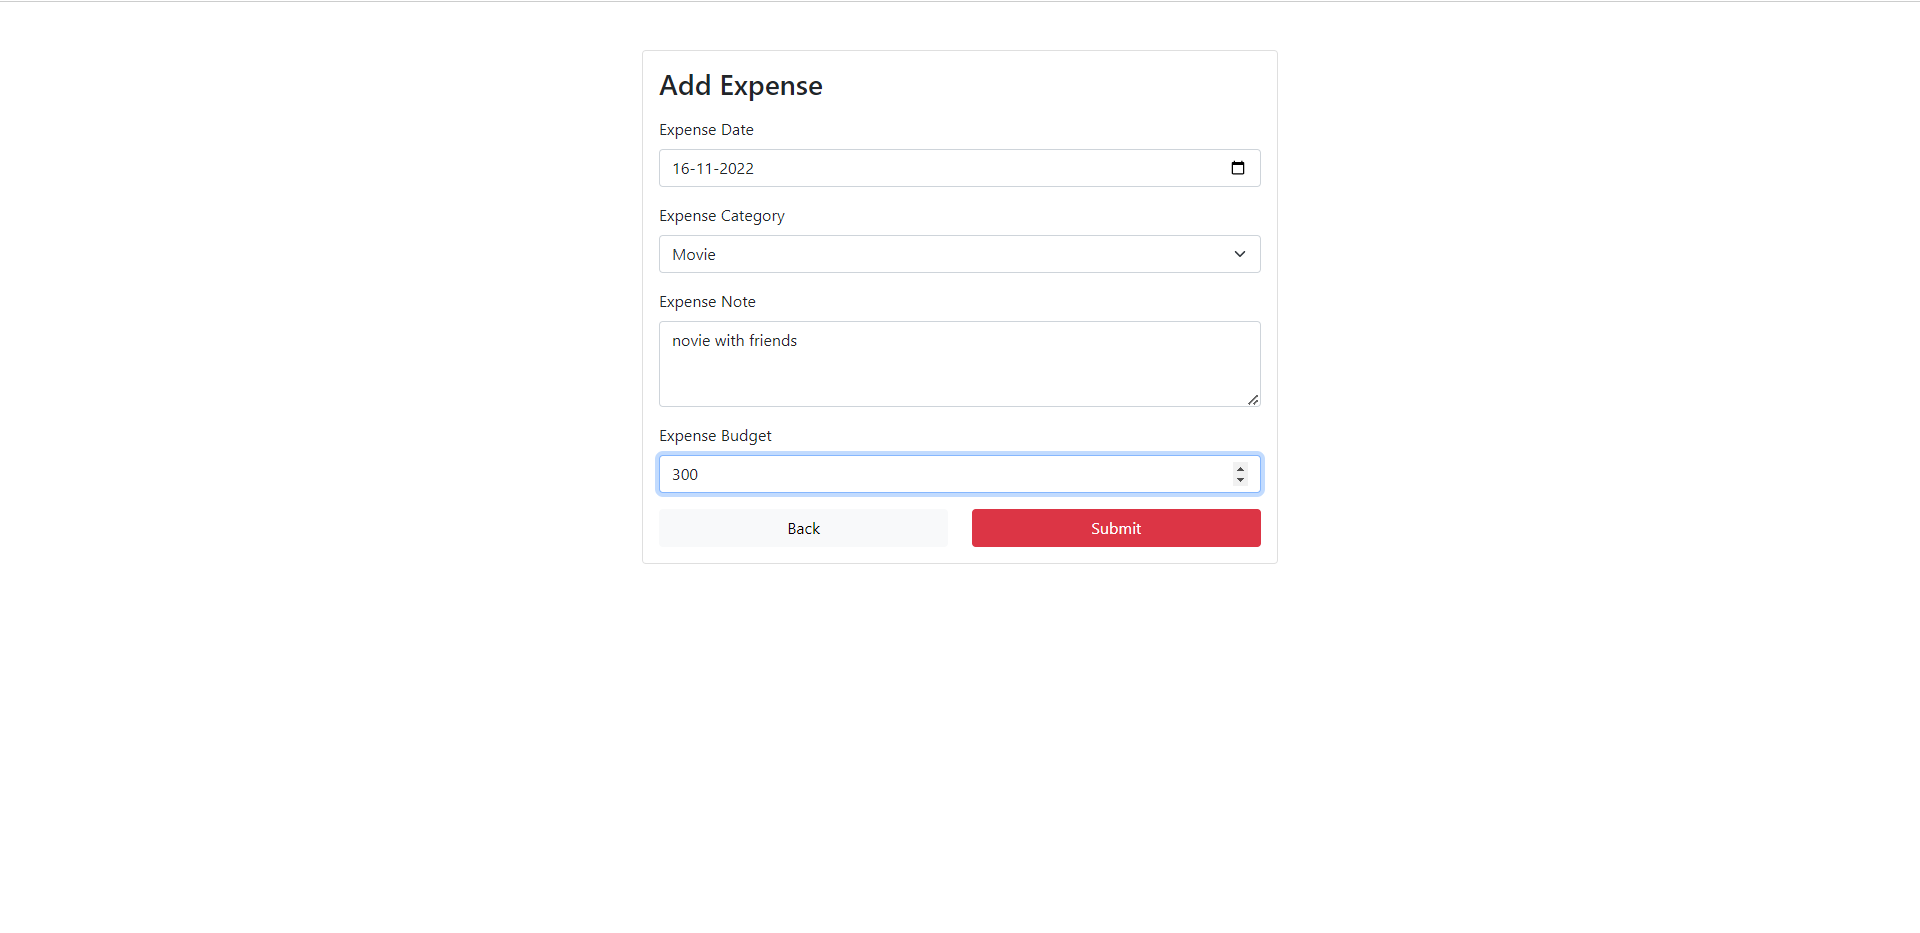 Add Expense
Expense Date
16-11-2022
Expense Category
Movie
Expense Note
novie with friends
Expense Budget
300
Back Submit